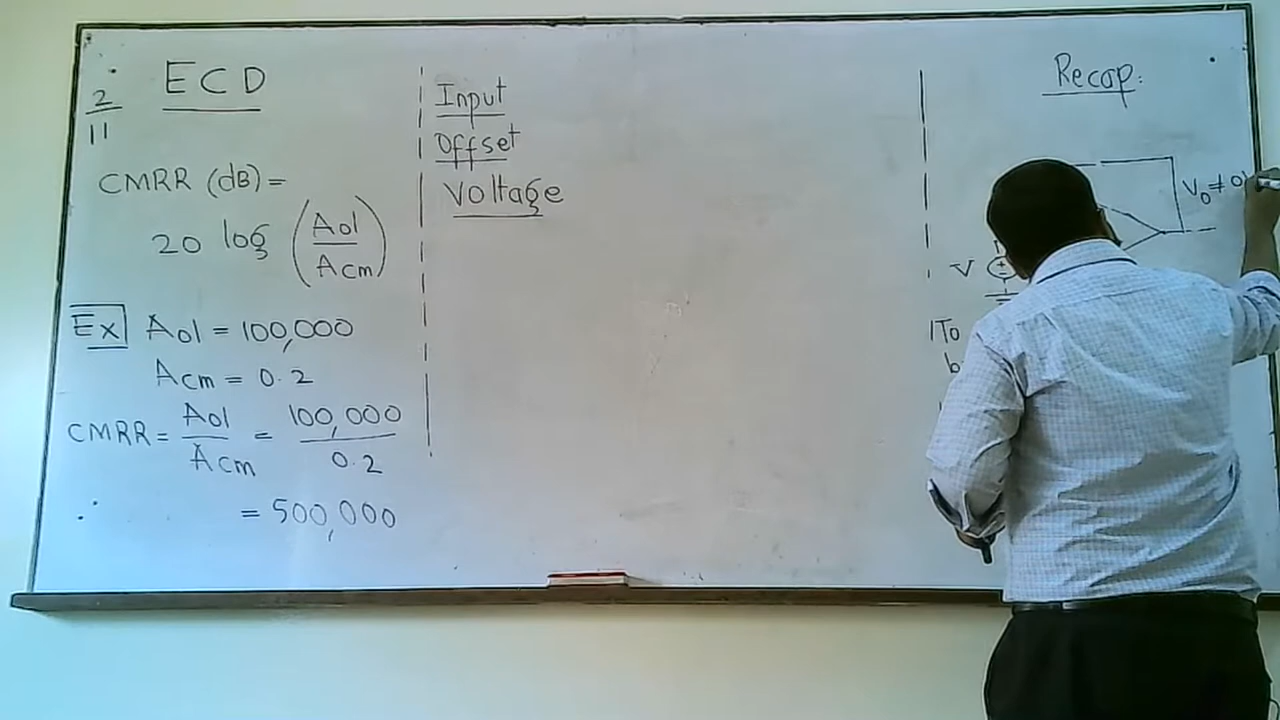 2/11
ECD
CMRR (dB) =
20 log (Aol/Acm)
Ex Aol = 100,000
Acm = 0.2
CMRR = Aol/Acm = 100,000/0.2
∴ = 500,000
Input
Offset
Voltage
Recap:
V₀ ≠ 0
V
To